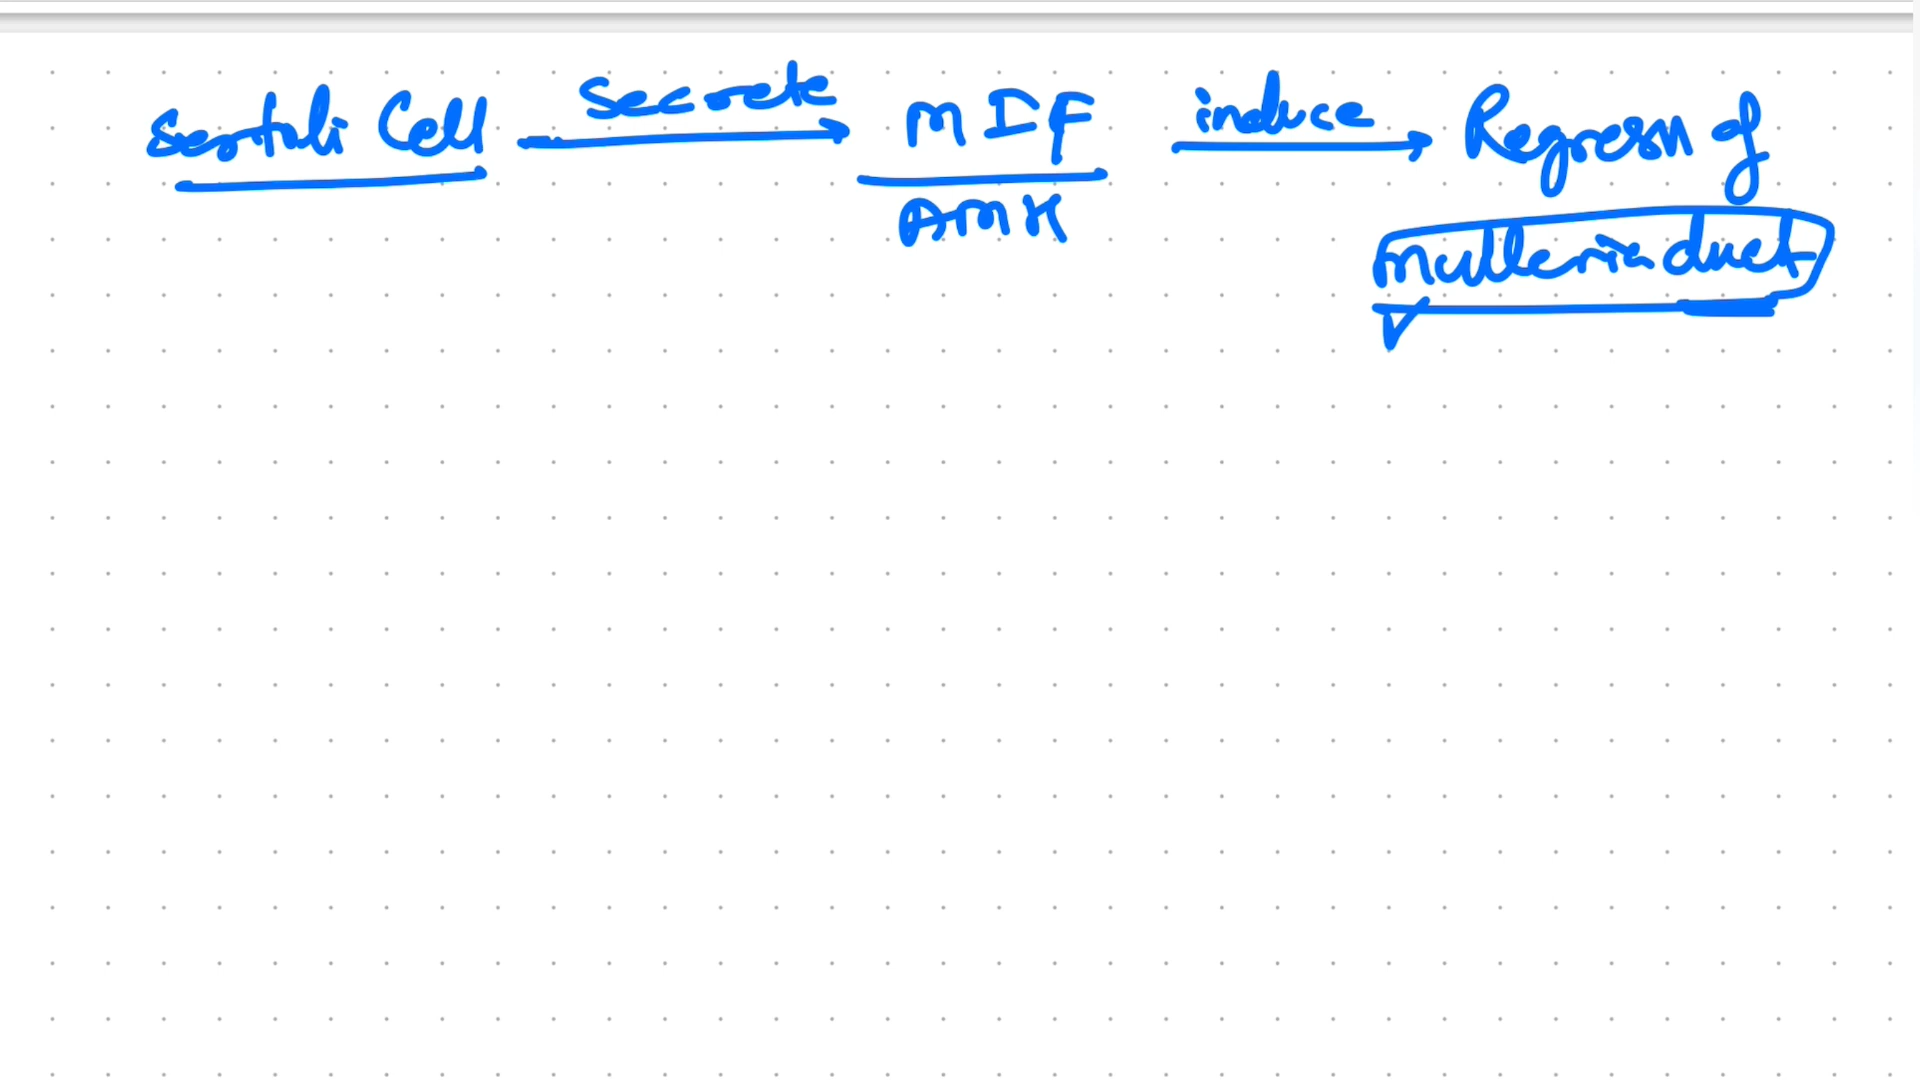 Sertoli Cell secrete MIF induce Regressn of
AMH mullerian duct